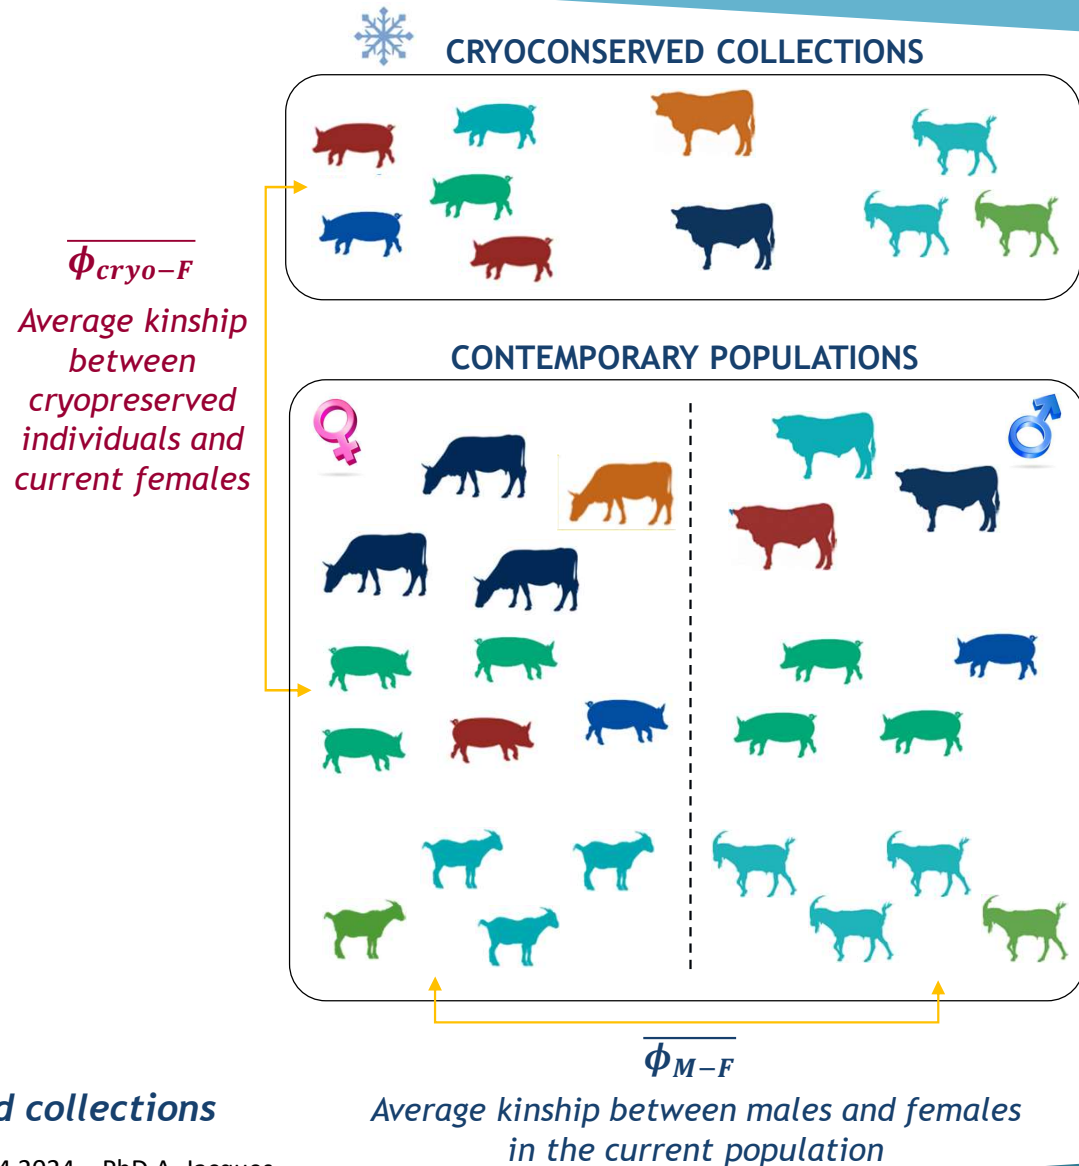 CRYOCONSERVED COLLECTIONS
ϕcryo−F
Average kinship
between
cryopreserved
individuals and
current females
CONTEMPORARY POPULATIONS
ϕM−F
Average kinship between males and females
in the current population
d collections